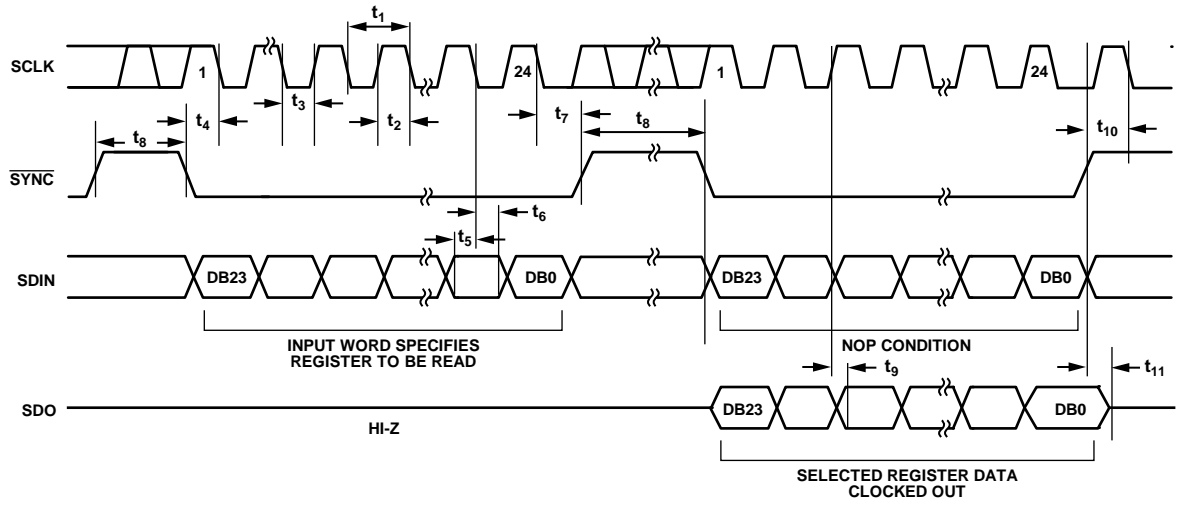 t1
SCLK
1
24
1
24
t4
t3
t2
t7
t8
t8
t10
SYNC
t6
t5
SDIN
DB23
DB0
DB23
DB0
INPUT WORD SPECIFIES
REGISTER TO BE READ
NOP CONDITION
t9
t11
SDO
DB23
DB0
HI-Z
SELECTED REGISTER DATA
CLOCKED OUT